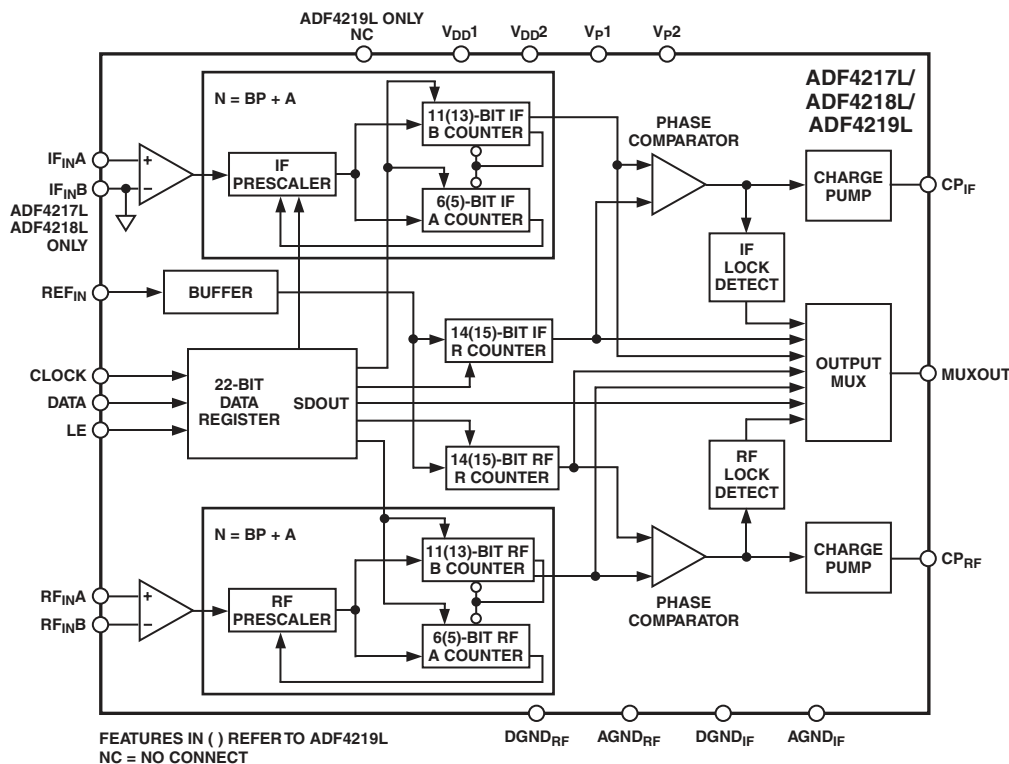 ADF4219L ONLY
NC
VDD1
VDD2
VP1
VP2
ADF4217L/
ADF4218L/
ADF4219L
N = BP + A
11(13)-BIT IF
B COUNTER
PHASE
COMPARATOR
IFINA
+
IFINB
–
ADF4217L
ADF4218L
ONLY
IF
PRESCALER
6(5)-BIT IF
A COUNTER
CHARGE
PUMP
CPIF
IF
LOCK
DETECT
REFIN
BUFFER
14(15)-BIT IF
R COUNTER
OUTPUT
MUX
MUXOUT
CLOCK
DATA
LE
22-BIT
DATA
REGISTER
SDOUT
14(15)-BIT RF
R COUNTER
RF
LOCK
DETECT
N = BP + A
11(13)-BIT RF
B COUNTER
CHARGE
PUMP
CPRF
PHASE
COMPARATOR
RFINA
+
RFINB
–
RF
PRESCALER
6(5)-BIT RF
A COUNTER
DGNDRF
AGNDRF
DGNDIF
AGNDIF
FEATURES IN ( ) REFER TO ADF4219L
NC = NO CONNECT